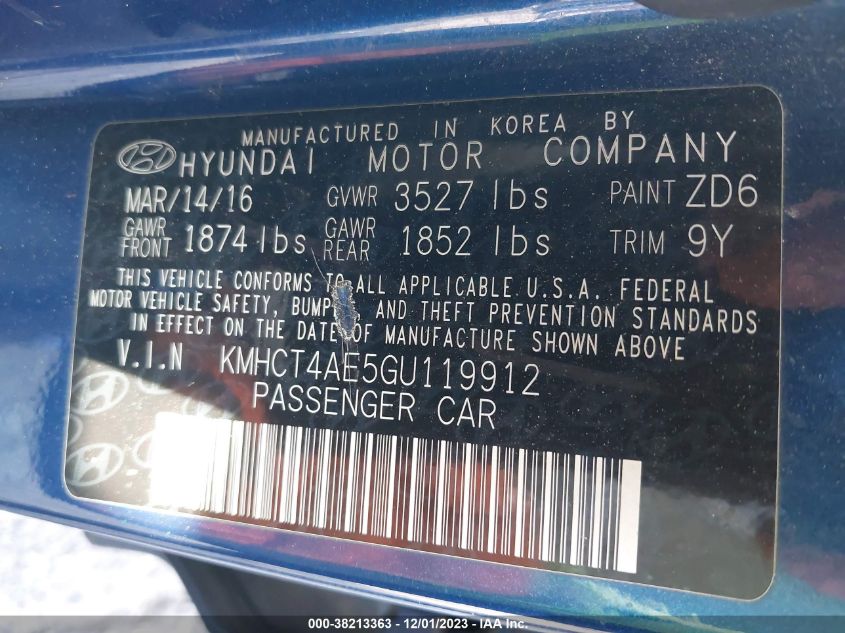 MANUFACTURED IN KOREA BY
HYUNDAI MOTOR COMPANY
MAR/14/16 GVWR 3527 lbs PAINT ZD6
GAWR FRONT 1874 lbs GAWR REAR 1852 lbs TRIM 9Y
THIS VEHICLE CONFORMS TO ALL APPLICABLE U.S.A. FEDERAL
MOTOR VEHICLE SAFETY, BUMP AND THEFT PREVENTION STANDARDS
IN EFFECT ON THE DATE OF MANUFACTURE SHOWN ABOVE
V.I.N KMHCT4AE5GU119912
PASSENGER CAR
000-38213363 - 12/01/2023 - IAA Inc.